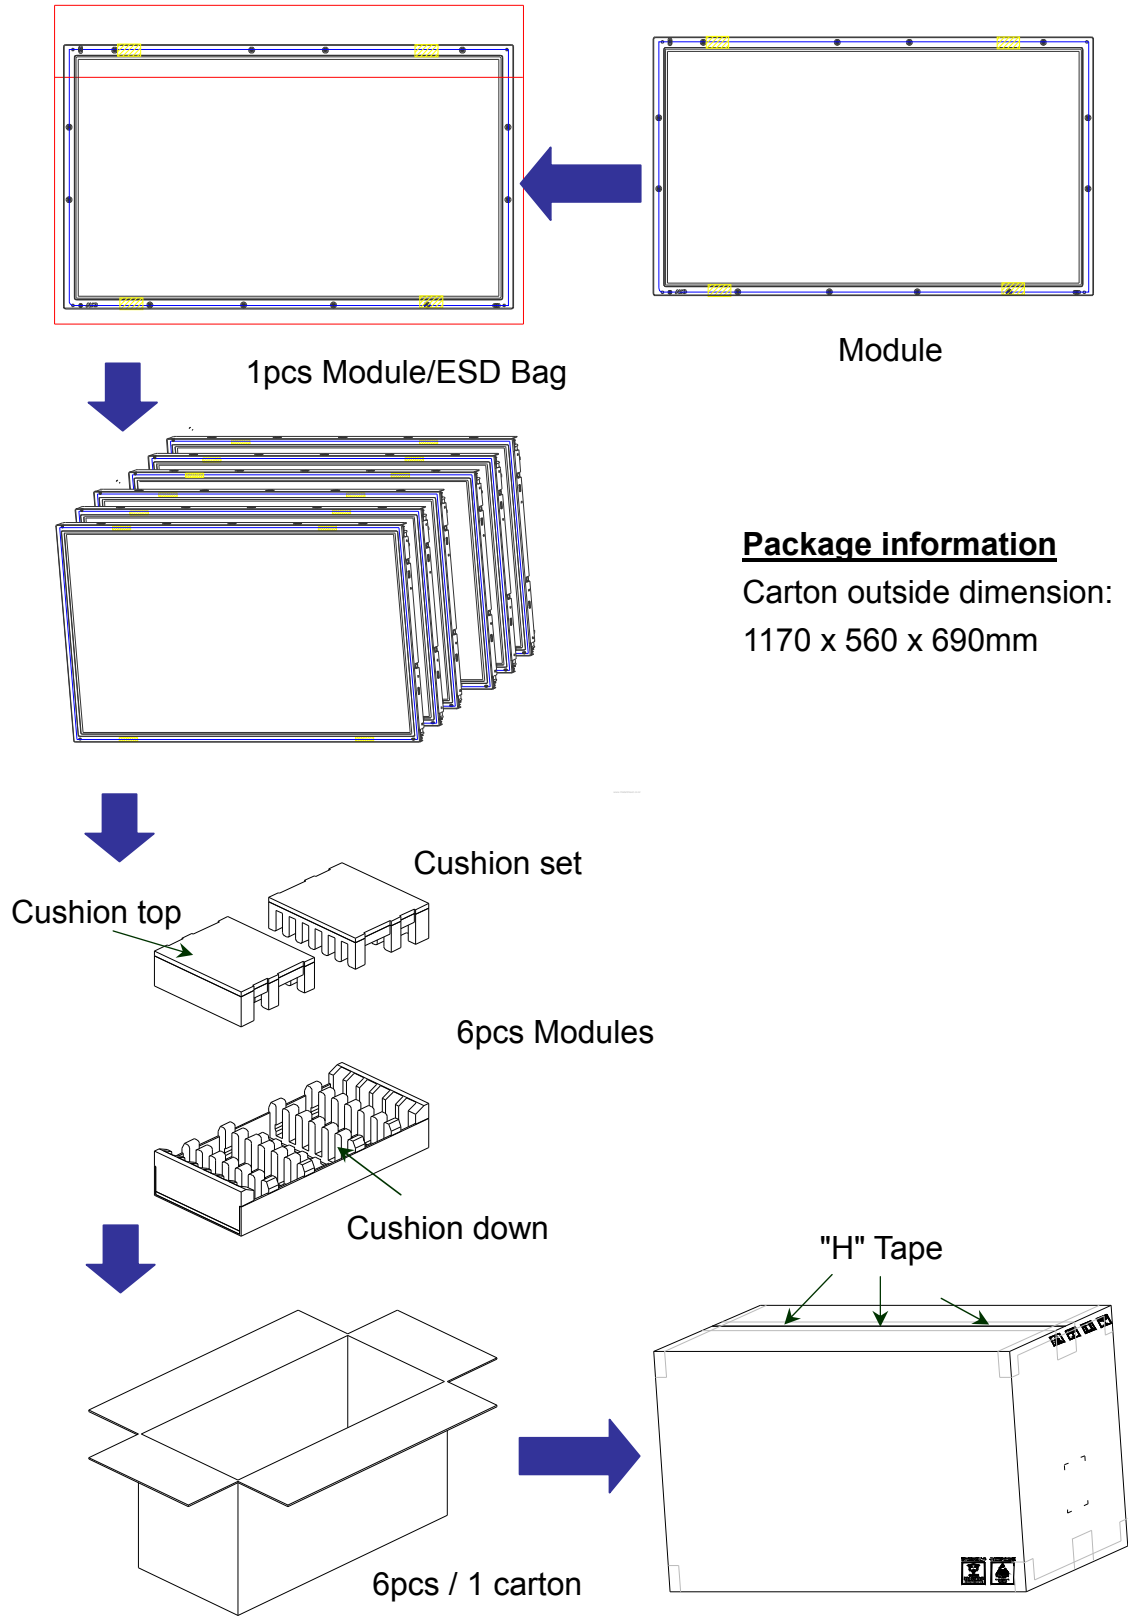 Module
1pcs Module/ESD Bag
Package information
Carton outside dimension:
1170 x 560 x 690mm
Cushion set
Cushion top
6pcs Modules
Cushion down
"H" Tape
6pcs / 1 carton